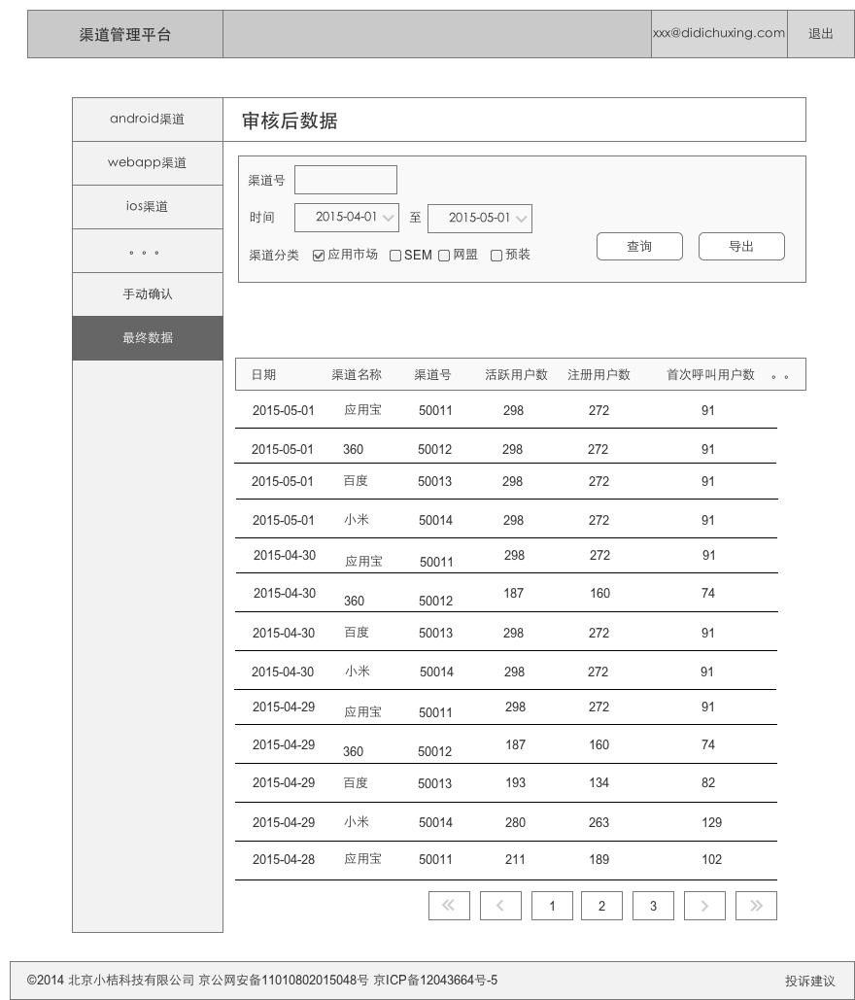 渠道管理平台 xxx@didichuxing.com 退出
android渠道
webapp渠道
ios渠道
。。。
手动确认
最终数据
审核后数据
渠道号
时间 2015-04-01 至 2015-05-01
渠道分类 应用市场 SEM 网盟 预装 查询 导出
日期 渠道名称 渠道号 活跃用户数 注册用户数 首次呼叫用户数 。。
2015-05-01 应用宝 50011 298 272 91
2015-05-01 360 50012 298 272 91
2015-05-01 百度 50013 298 272 91
2015-05-01 小米 50014 298 272 91
2015-04-30 应用宝 50011 298 272 91
2015-04-30 360 50012 187 160 74
2015-04-30 百度 50013 298 272 91
2015-04-30 小米 50014 298 272 91
2015-04-29 应用宝 50011 298 272 91
2015-04-29 360 50012 187 160 74
2015-04-29 百度 50013 193 134 82
2015-04-29 小米 50014 280 263 129
2015-04-28 应用宝 50011 211 189 102
1 2 3
©2014 北京小桔科技有限公司 京公网安备11010802015048号 京ICP备12043664号-5 投诉建议